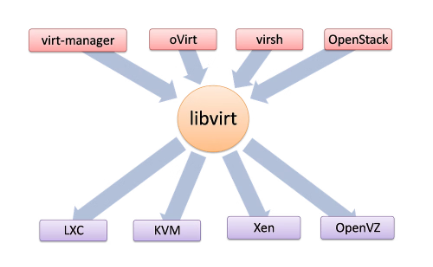 virt-manager
oVirt
virsh
OpenStack
libvirt
LXC
KVM
Xen
OpenVZ